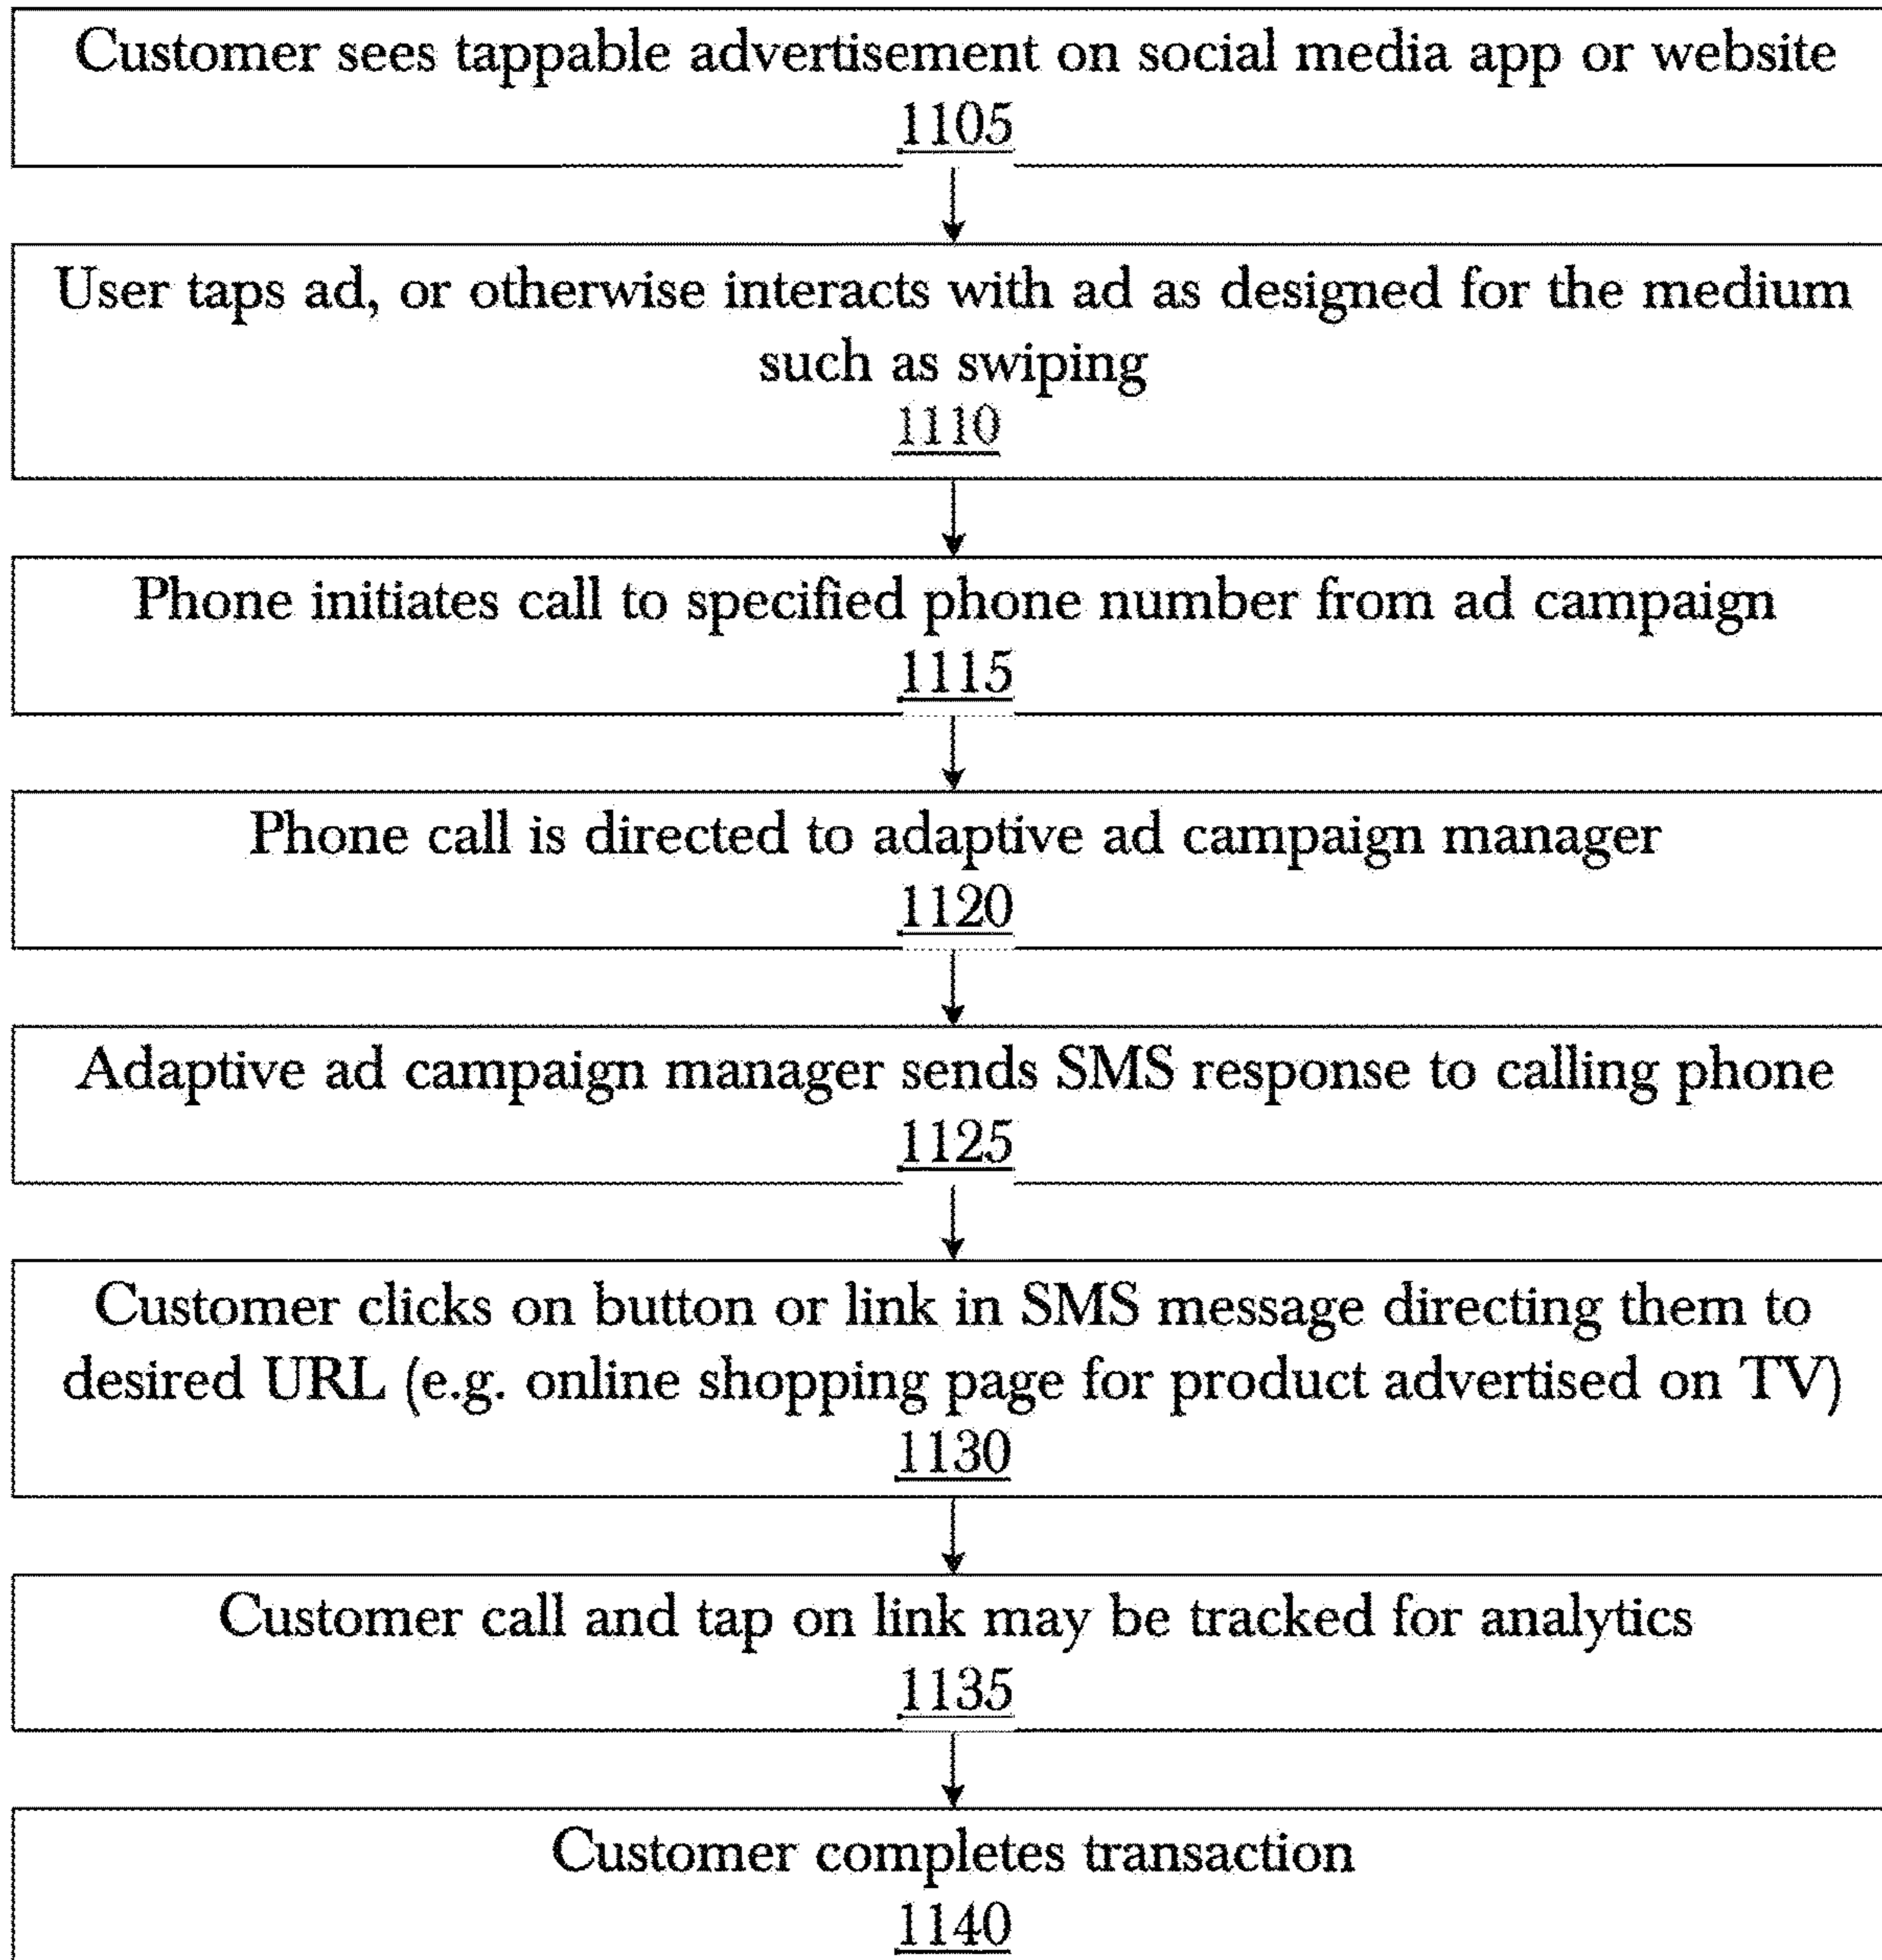 Customer sees tappable advertisement on social media app or website
1105
User taps ad, or otherwise interacts with ad as designed for the medium
such as swiping
1110
Phone initiates call to specified phone number from ad campaign
1115
Phone call is directed to adaptive ad campaign manager
1120
Adaptive ad campaign manager sends SMS response to calling phone
1125
Customer clicks on button or link in SMS message directing them to
desired URL (e.g. online shopping page for product advertised on TV)
1130
Customer call and tap on link may be tracked for analytics
1135
Customer completes transaction
1140